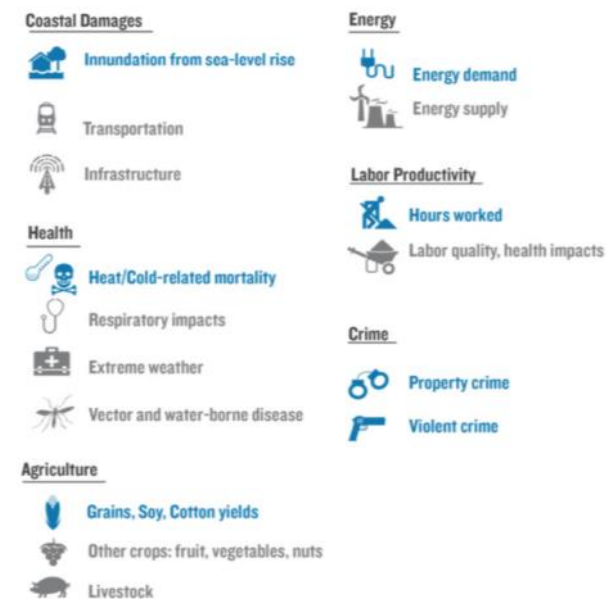 Coastal Damages
Innundation from sea-level rise
Transportation
Infrastructure
Health
Heat/Cold-related mortality
Respiratory impacts
Extreme weather
Vector and water-borne disease
Agriculture
Grains, Soy, Cotton yields
Other crops: fruit, vegetables, nuts
Livestock
Energy
Energy demand
Energy supply
Labor Productivity
Hours worked
Labor quality, health impacts
Crime
Property crime
Violent crime